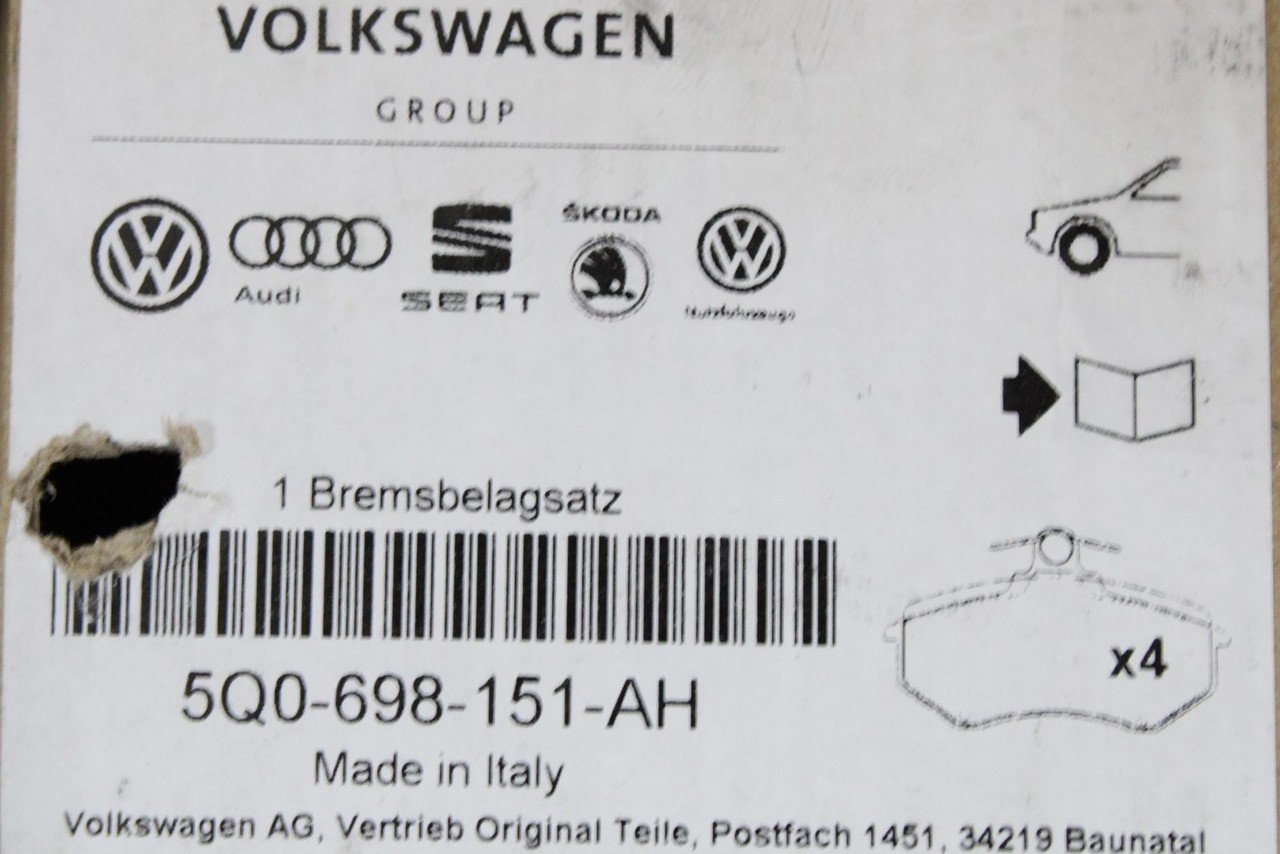 VOLKSWAGEN
GROUP
Audi
SEAT
ŠKODA
Nutzfahrzeuge
1 Bremsbelagsatz
x4
5Q0-698-151-AH
Made in Italy
Volkswagen AG, Vertrieb Original Teile, Postfach 1451, 34219 Baunatal